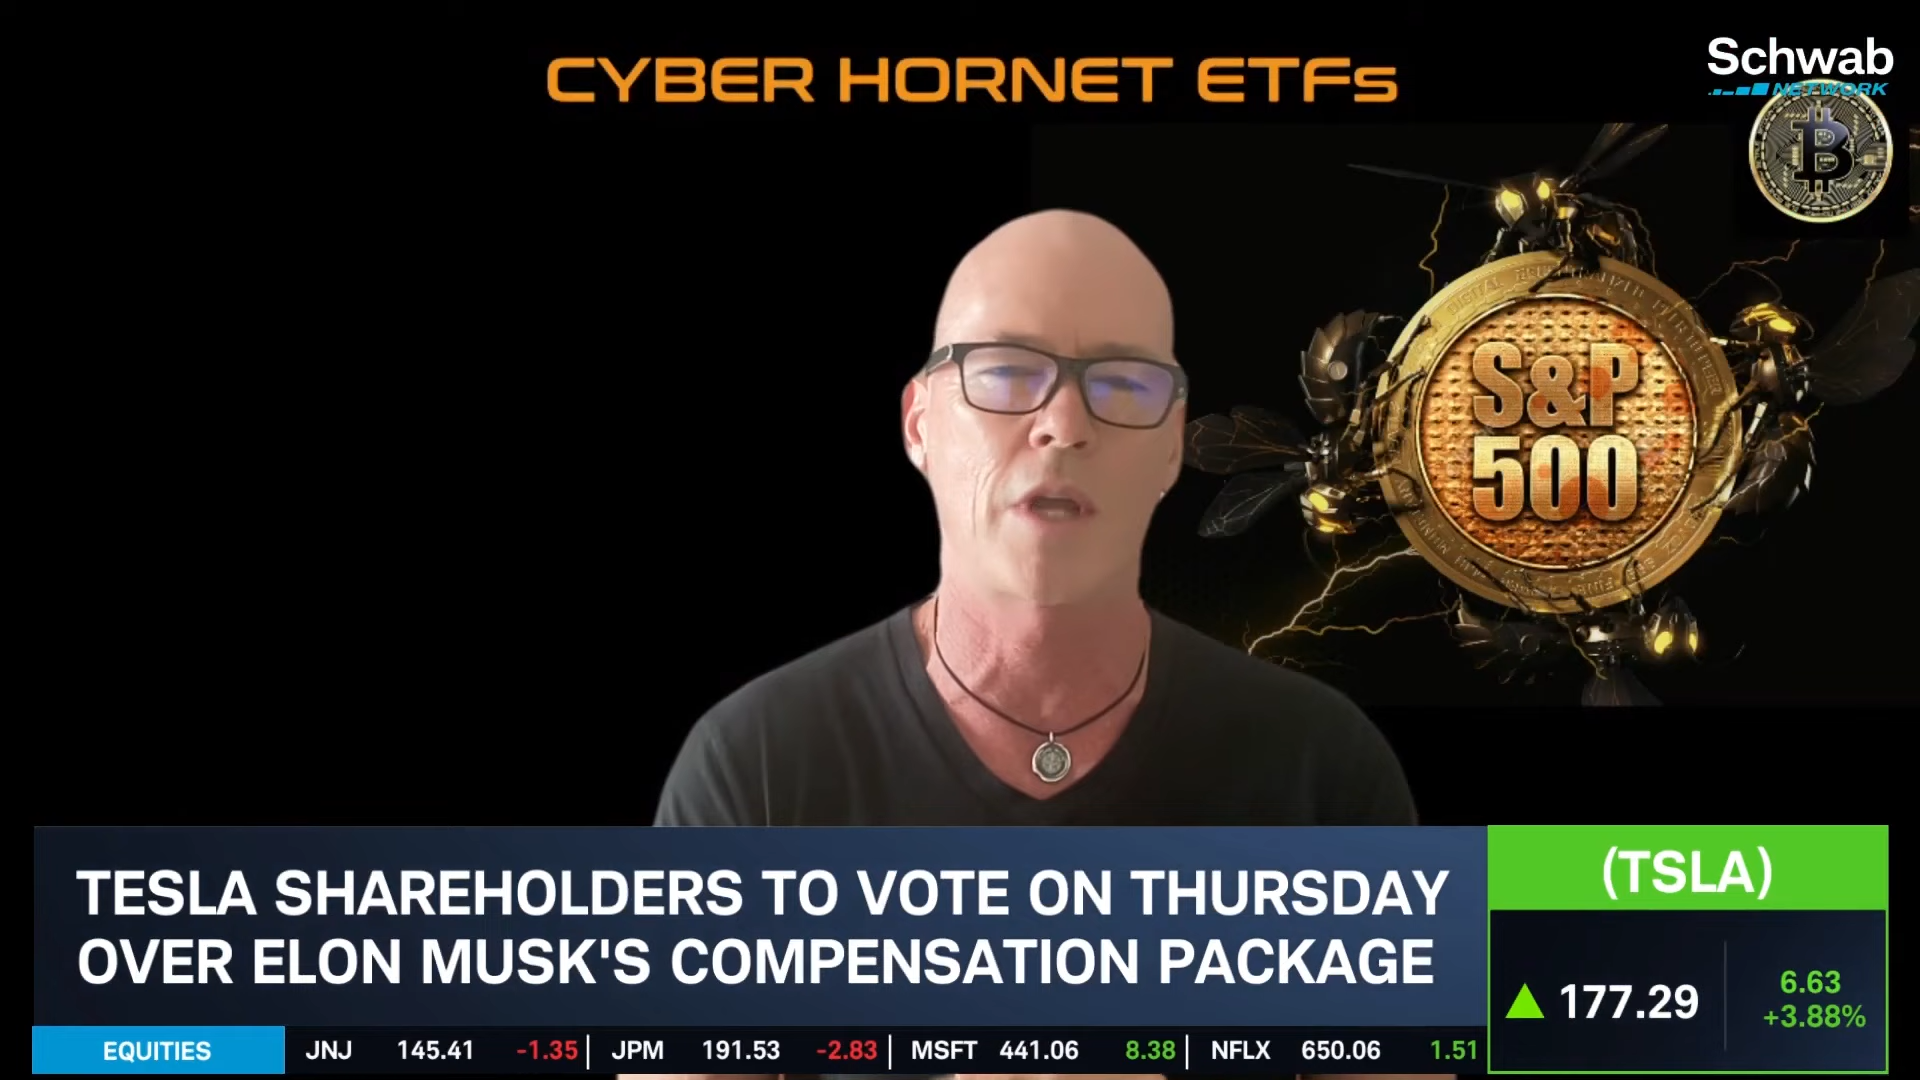 CYBER HORNET ETFs
Schwab
NETWORK
S&P
500
TESLA SHAREHOLDERS TO VOTE ON THURSDAY
OVER ELON MUSK'S COMPENSATION PACKAGE
(TSLA)
177.29
6.63
+3.88%
EQUITIES JNJ 145.41 -1.35 JPM 191.53 -2.83 MSFT 441.06 8.38 NFLX 650.06 1.51